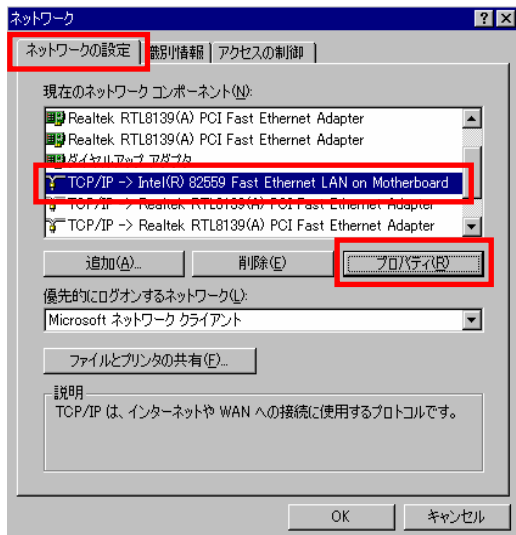 ネットワーク
ネットワークの設定 識別情報 アクセスの制御
現在のネットワーク コンポーネント(N):
Realtek RTL8139(A) PCI Fast Ethernet Adapter
Realtek RTL8139(A) PCI Fast Ethernet Adapter
ダイヤルアップ アダプタ
TCP/IP -> Intel(R) 82559 Fast Ethernet LAN on Motherboard
TCP/IP -> Realtek RTL8139(A) PCI Fast Ethernet Adapter
TCP/IP -> Realtek RTL8139(A) PCI Fast Ethernet Adapter
追加(A)... 削除(E) プロパティ(R)
優先的にログオンするネットワーク(L):
Microsoft ネットワーク クライアント
ファイルとプリンタの共有(F)...
説明
TCP/IP は、インターネットや WAN への接続に使用するプロトコルです。
OK キャンセル